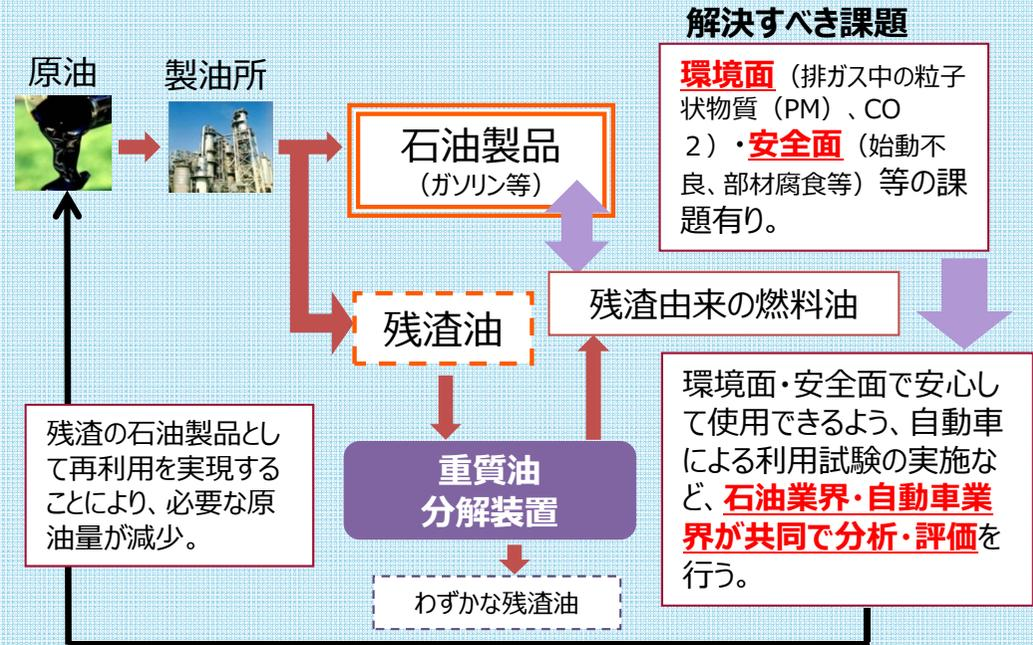 解決すべき課題
原油
製油所
環境面（排ガス中の粒子
状物質（PM）、CO
２）・安全面（始動不
良、部材腐食等）等の課
題有り。
石油製品
（ガソリン等）
残渣由来の燃料油
残渣油
環境面・安全面で安心し
て使用できるよう、自動車
による利用試験の実施な
ど、石油業界・自動車業
界が共同で分析・評価を
行う。
残渣の石油製品とし
て再利用を実現する
ことにより、必要な原
油量が減少。
重質油
分解装置
わずかな残渣油